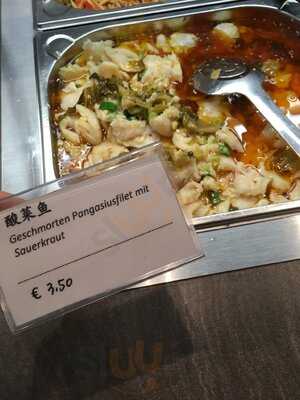 酸菜鱼
Geschmorten Pangasiusfilet mit
Sauerkraut
€ 3.50